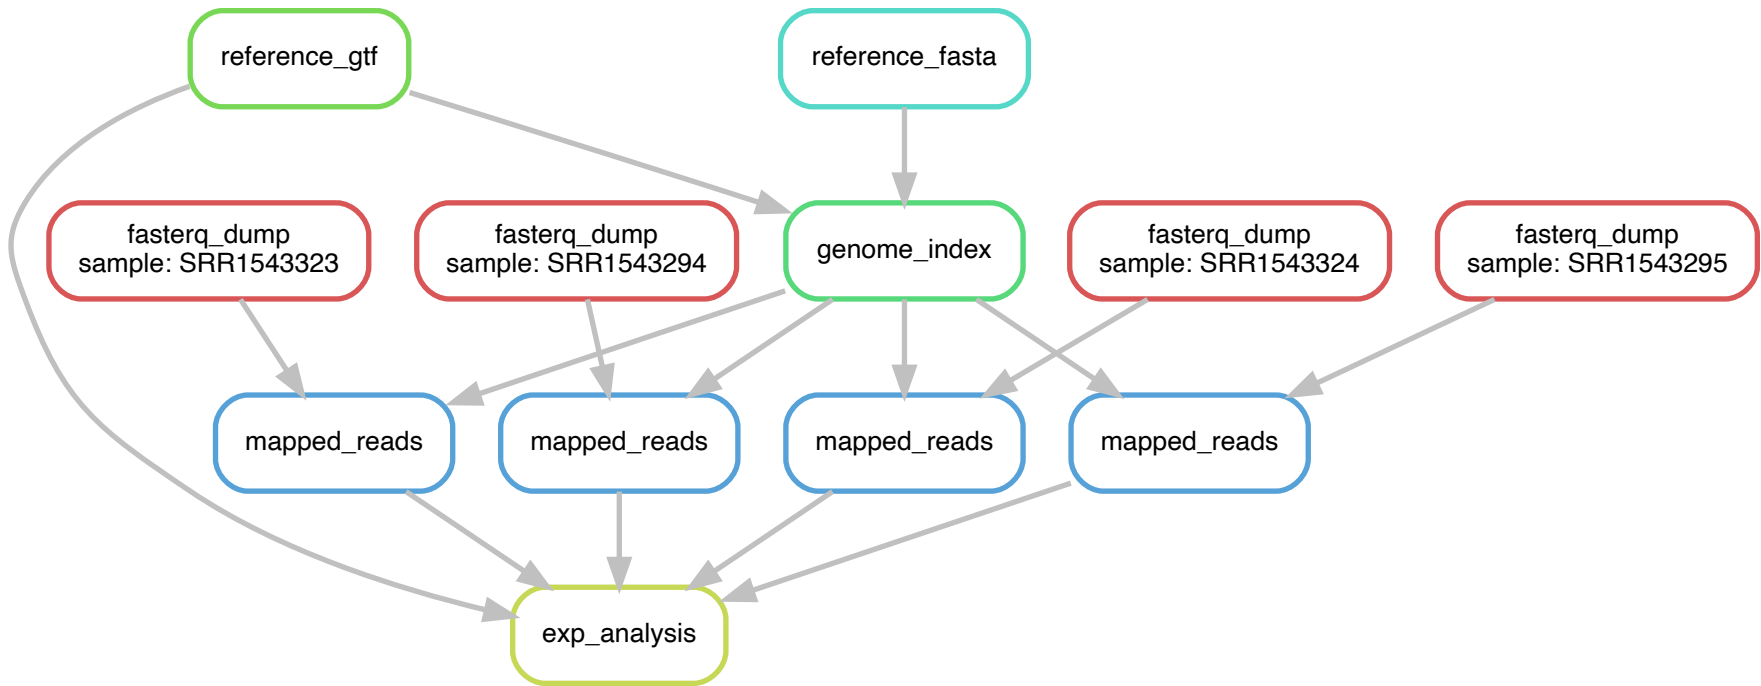 reference_gtf
reference_fasta
fasterq_dump
sample: SRR1543323
fasterq_dump
sample: SRR1543294
genome_index
fasterq_dump
sample: SRR1543324
fasterq_dump
sample: SRR1543295
mapped_reads
mapped_reads
mapped_reads
mapped_reads
exp_analysis